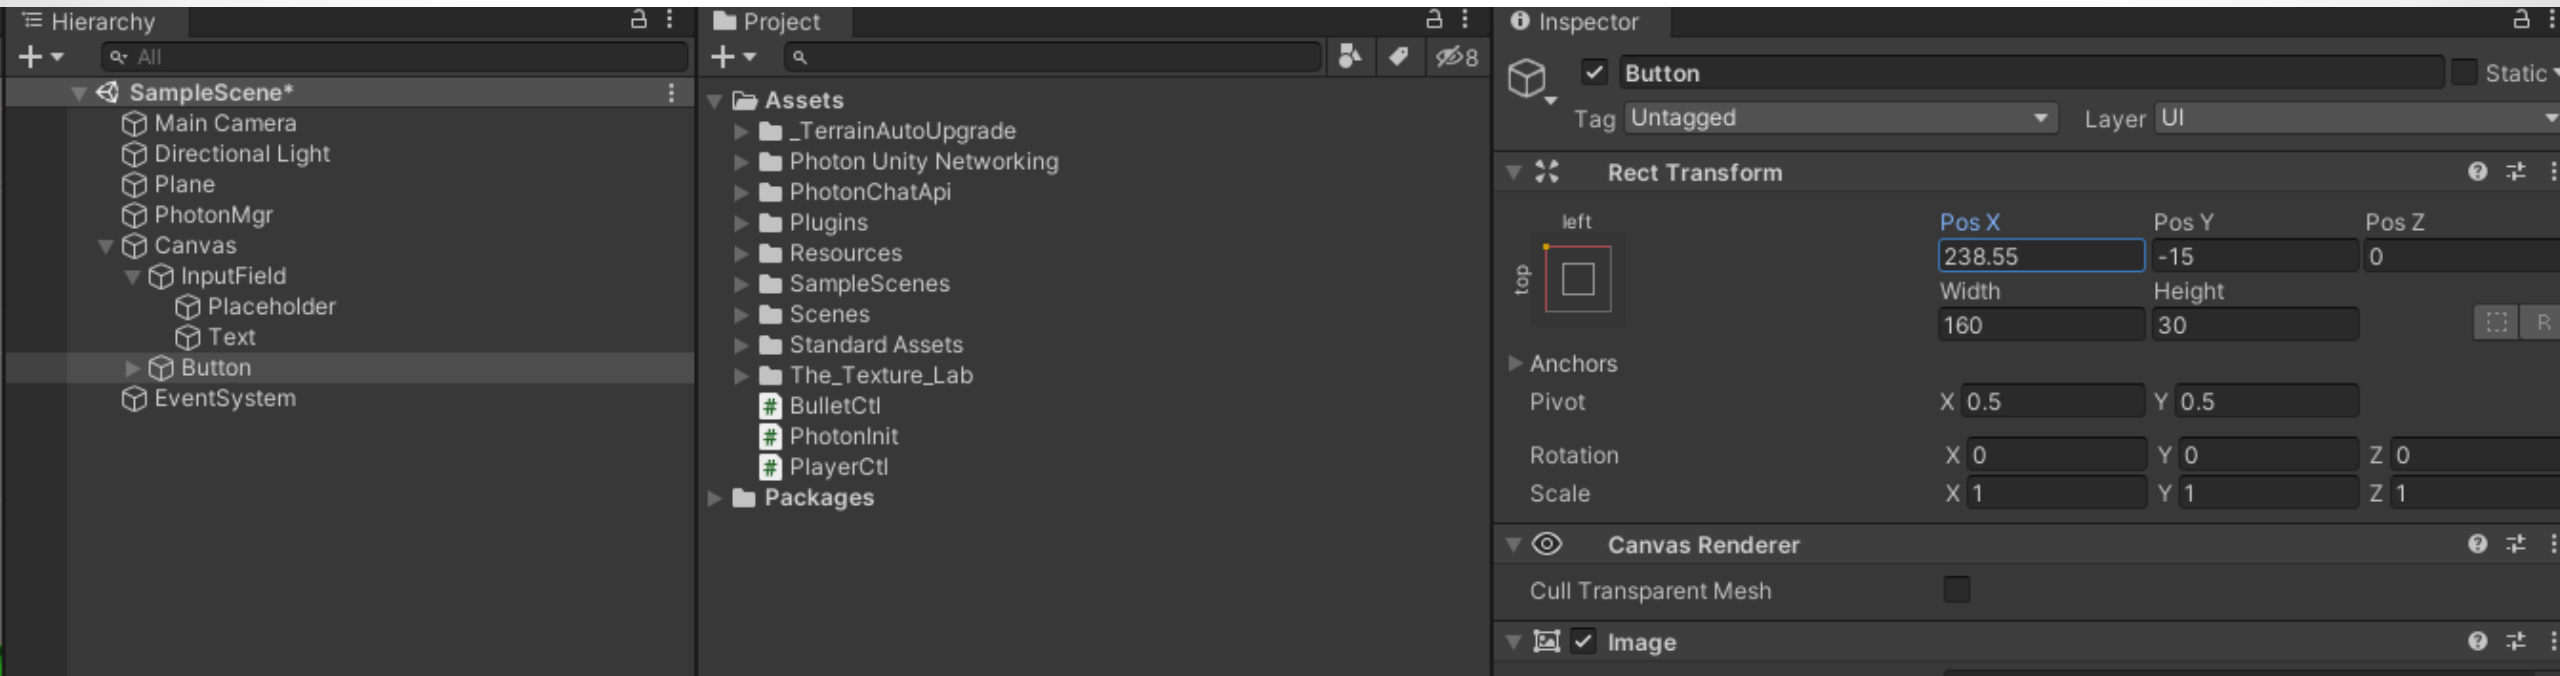 Hierarchy
All
SampleScene*
Main Camera
Directional Light
Plane
PhotonMgr
Canvas
InputField
Placeholder
Text
Button
EventSystem
Project
8
Assets
_TerrainAutoUpgrade
Photon Unity Networking
PhotonChatApi
Plugins
Resources
SampleScenes
Scenes
Standard Assets
The_Texture_Lab
# BulletCtl
# PhotonInit
# PlayerCtl
Packages
Inspector
Button Static
Tag Untagged Layer UI
Rect Transform
left
top
Pos X Pos Y Pos Z
238.55 -15 0
Width Height
160 30 R
Anchors
Pivot X 0.5 Y 0.5
Rotation X 0 Y 0 Z 0
Scale X 1 Y 1 Z 1
Canvas Renderer
Cull Transparent Mesh
Image